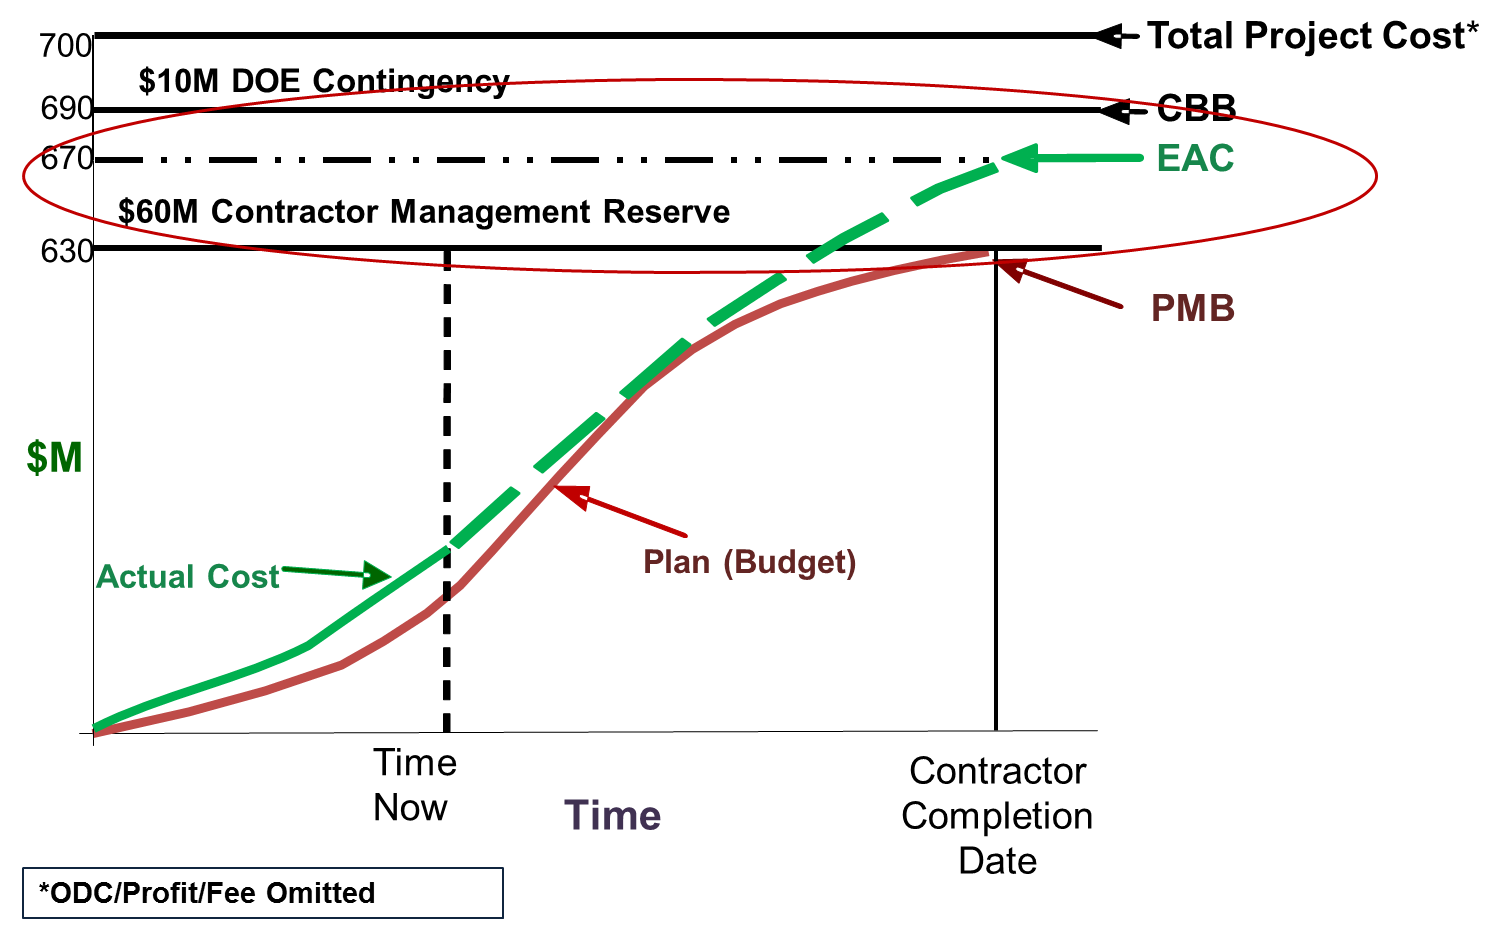 700
Total Project Cost*
$10M DOE Contingency
690
CBB
670
EAC
$60M Contractor Management Reserve
630
PMB
$M
Plan (Budget)
Actual Cost
Time
Now
Time
Contractor
Completion
Date
*ODC/Profit/Fee Omitted